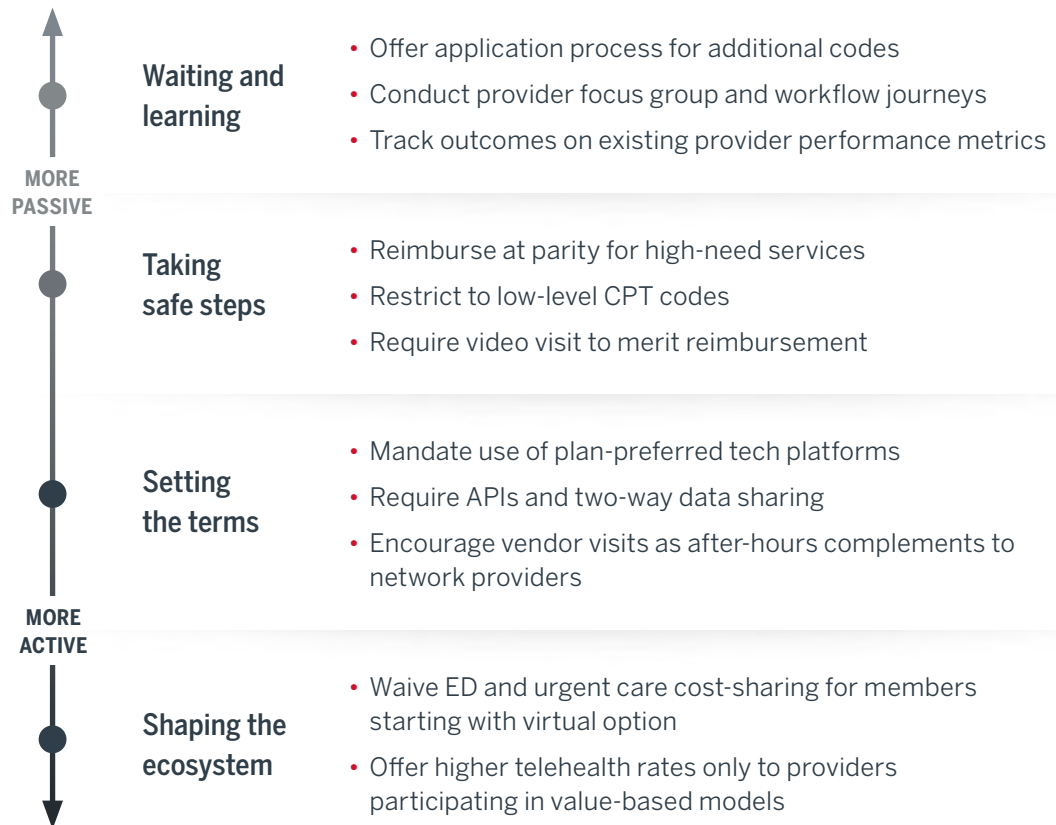 Waiting and
learning
• Offer application process for additional codes
• Conduct provider focus group and workflow journeys
• Track outcomes on existing provider performance metrics
MORE
PASSIVE
Taking
safe steps
• Reimburse at parity for high-need services
• Restrict to low-level CPT codes
• Require video visit to merit reimbursement
Setting
the terms
• Mandate use of plan-preferred tech platforms
• Require APIs and two-way data sharing
• Encourage vendor visits as after-hours complements to
network providers
MORE
ACTIVE
Shaping the
ecosystem
• Waive ED and urgent care cost-sharing for members
starting with virtual option
• Offer higher telehealth rates only to providers
participating in value-based models